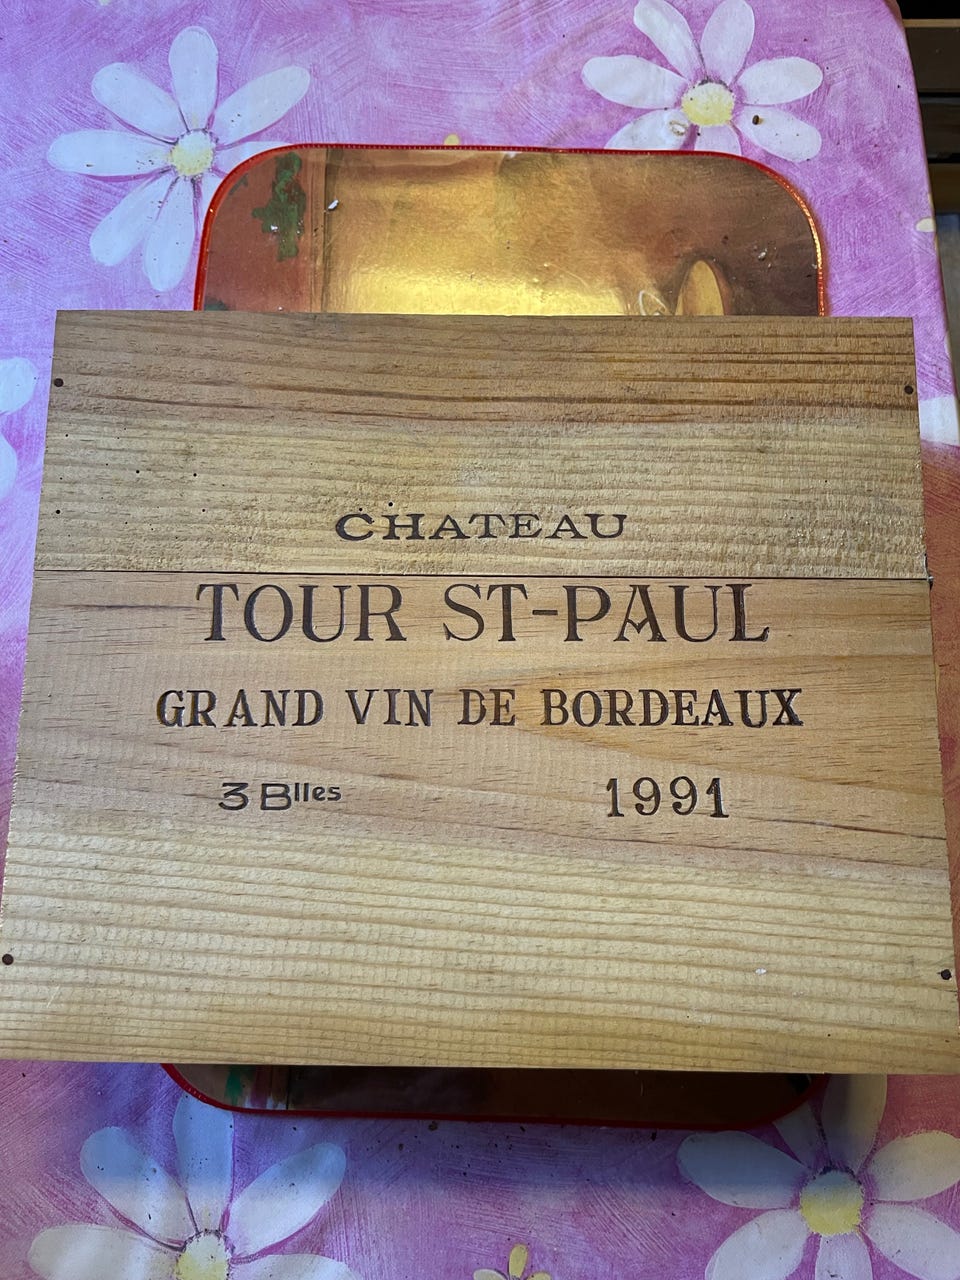 CHATEAU
TOUR ST-PAUL
GRAND VIN DE BORDEAUX
3 Blles 1991